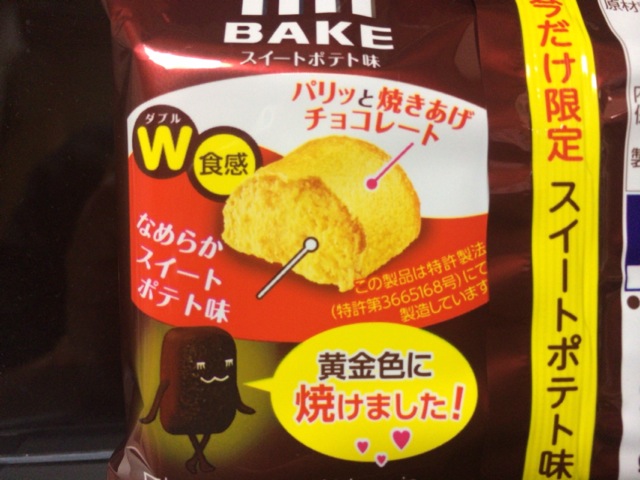 BAKE
スイートポテト味
パリッと焼きあげ
チョコレート
ダブル
W
食感
なめらか
スイート
ポテト味
この製品は特許製法
(特許第3665168号)にて
製造しています
黄金色に
焼けました!
今だけ限定 スイートポテト味
原材